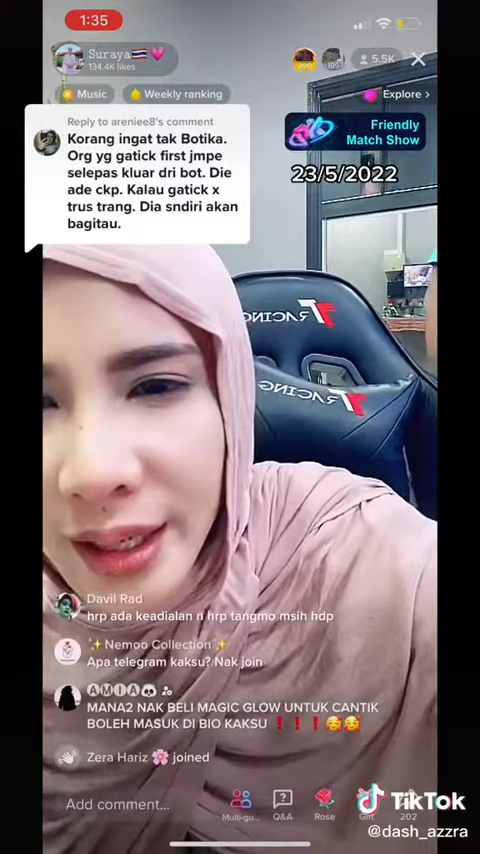 1:35
Suraya🇹🇭💗
134.4K likes
5.5K
Music
Weekly ranking
Explore >
Reply to areniee8's comment
Korang ingat tak Botika.
Org yg gatick first jmpe
selepas kluar dri bot. Die
ade ckp. Kalau gatick x
trus trang. Dia sndiri akan
bagitau.
Friendly
Match Show
23/5/2022
RACING
RACING
Davil Rad
hrp ada keadialan n hrp tangmo msih hdp
✨Nemoo Collection✨
Apa telegram kaksu? Nak join
🅐🅜🅘🅐🐼
MANA2 NAK BELI MAGIC GLOW UNTUK CANTIK
BOLEH MASUK DI BIO KAKSU ❗❗❗🥰🥰
Zera Hariz 🌸 joined
Add comment...
Multi-gu...
Q&A
Rose
Gift
202
TikTok
@dash_azzra